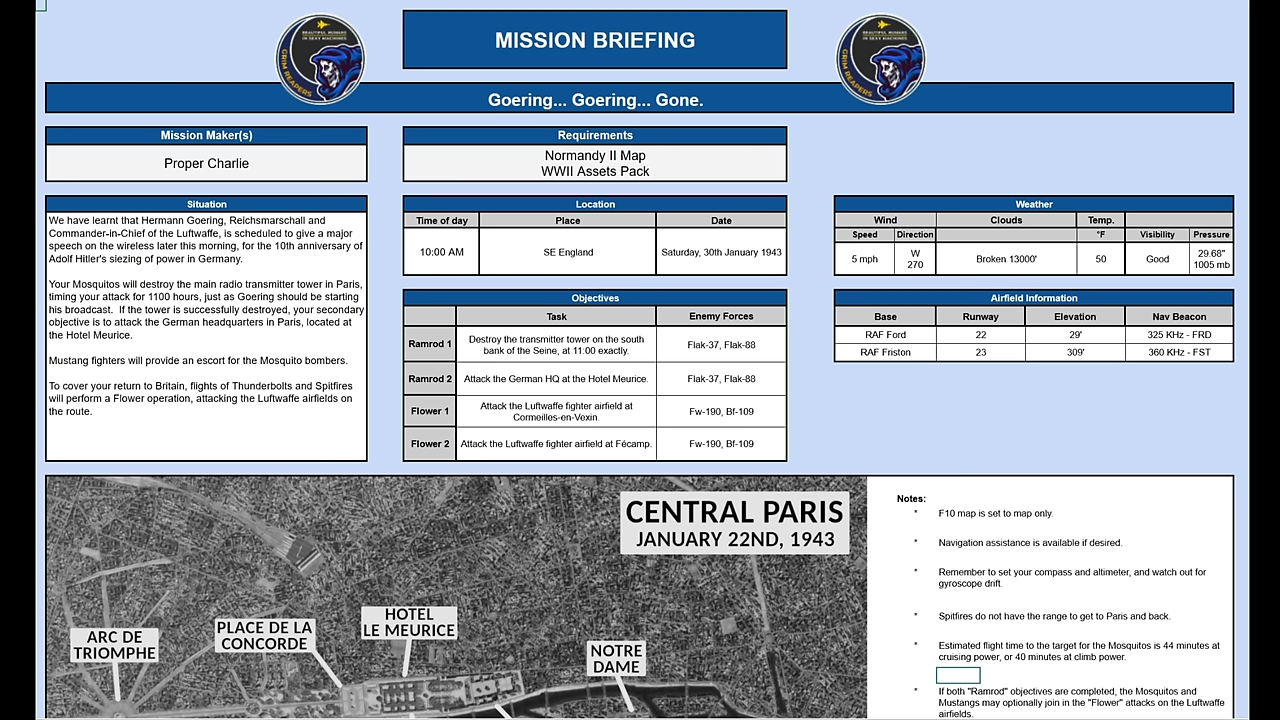 MISSION BRIEFING
BEAUTIFUL HUMANS
IN SEXY MACHINES
GRIM REAPERS
BEAUTIFUL HUMANS
IN SEXY MACHINES
GRIM REAPERS
Goering... Goering... Gone.
Mission Maker(s)
Proper Charlie
Requirements
Normandy II Map
WWII Assets Pack
Situation
We have learnt that Hermann Goering, Reichsmarschall and
Commander-in-Chief of the Luftwaffe, is scheduled to give a major
speech on the wireless later this morning, for the 10th anniversary of
Adolf Hitler's siezing of power in Germany.
Your Mosquitos will destroy the main radio transmitter tower in Paris,
timing your attack for 1100 hours, just as Goering should be starting
his broadcast. If the tower is successfully destroyed, your secondary
objective is to attack the German headquarters in Paris, located at
the Hotel Meurice.
Mustang fighters will provide an escort for the Mosquito bombers.
To cover your return to Britain, flights of Thunderbolts and Spitfires
will perform a Flower operation, attacking the Luftwaffe airfields on
the route.
Location
Time of day Place Date
10:00 AM SE England Saturday, 30th January 1943
Objectives
Task Enemy Forces
Ramrod 1 Destroy the transmitter tower on the south
bank of the Seine, at 11:00 exactly. Flak-37, Flak-88
Ramrod 2 Attack the German HQ at the Hotel Meurice. Flak-37, Flak-88
Flower 1 Attack the Luftwaffe fighter airfield at
Cormeilles-en-Vexin. Fw-190, Bf-109
Flower 2 Attack the Luftwaffe fighter airfield at Fécamp. Fw-190, Bf-109
Weather
Wind Clouds Temp.
Speed Direction °F Visibility Pressure
5 mph W
270 Broken 13000' 50 Good 29.68"
1005 mb
Airfield Information
Base Runway Elevation Nav Beacon
RAF Ford 22 29' 325 KHz - FRD
RAF Friston 23 309' 360 KHz - FST
CENTRAL PARIS
JANUARY 22ND, 1943
ARC DE
TRIOMPHE
PLACE DE LA
CONCORDE
HOTEL
LE MEURICE
NOTRE
DAME
Notes:
* F10 map is set to map only.
* Navigation assistance is available if desired.
* Remember to set your compass and altimeter, and watch out for
gyroscope drift.
* Spitfires do not have the range to get to Paris and back.
* Estimated flight time to the target for the Mosquitos is 44 minutes at
cruising power, or 40 minutes at climb power.
* If both "Ramrod" objectives are completed, the Mosquitos and
Mustangs may optionally join in the "Flower" attacks on the Luftwaffe
airfields.